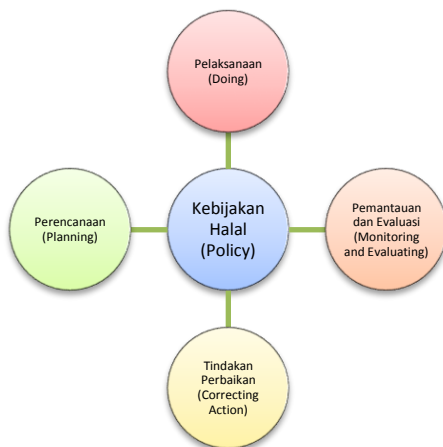 Pelaksanaan
(Doing)
Perencanaan
(Planning)
Kebijakan
Halal
(Policy)
Pemantauan
dan Evaluasi
(Monitoring
and Evaluating)
Tindakan
Perbaikan
(Correcting
Action)